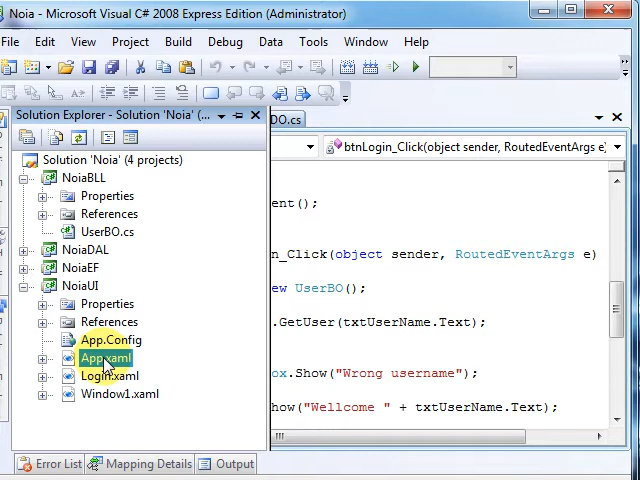 Noia - Microsoft Visual C# 2008 Express Edition (Administrator)
File Edit View Project Build Debug Data Tools Window Help
Solution Explorer - Solution 'Noia' (...
DO.cs
Solution 'Noia' (4 projects)
btnLogin_Click(object sender, RoutedEventArgs e)
NoiaBLL
Properties
ent();
References
UserBO.cs
NoiaDAL
n_Click(object sender, RoutedEventArgs e)
NoiaEF
NoiaUI
ew UserBO();
Properties
References
.GetUser(txtUserName.Text);
App.Config
App.xaml
Login.xaml
ox.Show("Wrong username");
Window1.xaml
how("Wellcome " + txtUserName.Text);
Error List Mapping Details Output